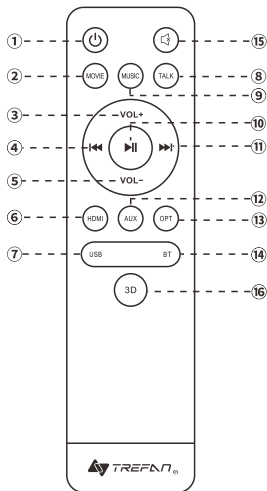 ① ⑮
② MOVIE MUSIC TALK ⑧
⑨
③ VOL+ ⑩
④ ⑪
⑤ VOL−
⑫
⑥ HDMI AUX OPT ⑬
⑦ USB BT ⑭
3D ⑯
TREFAN®